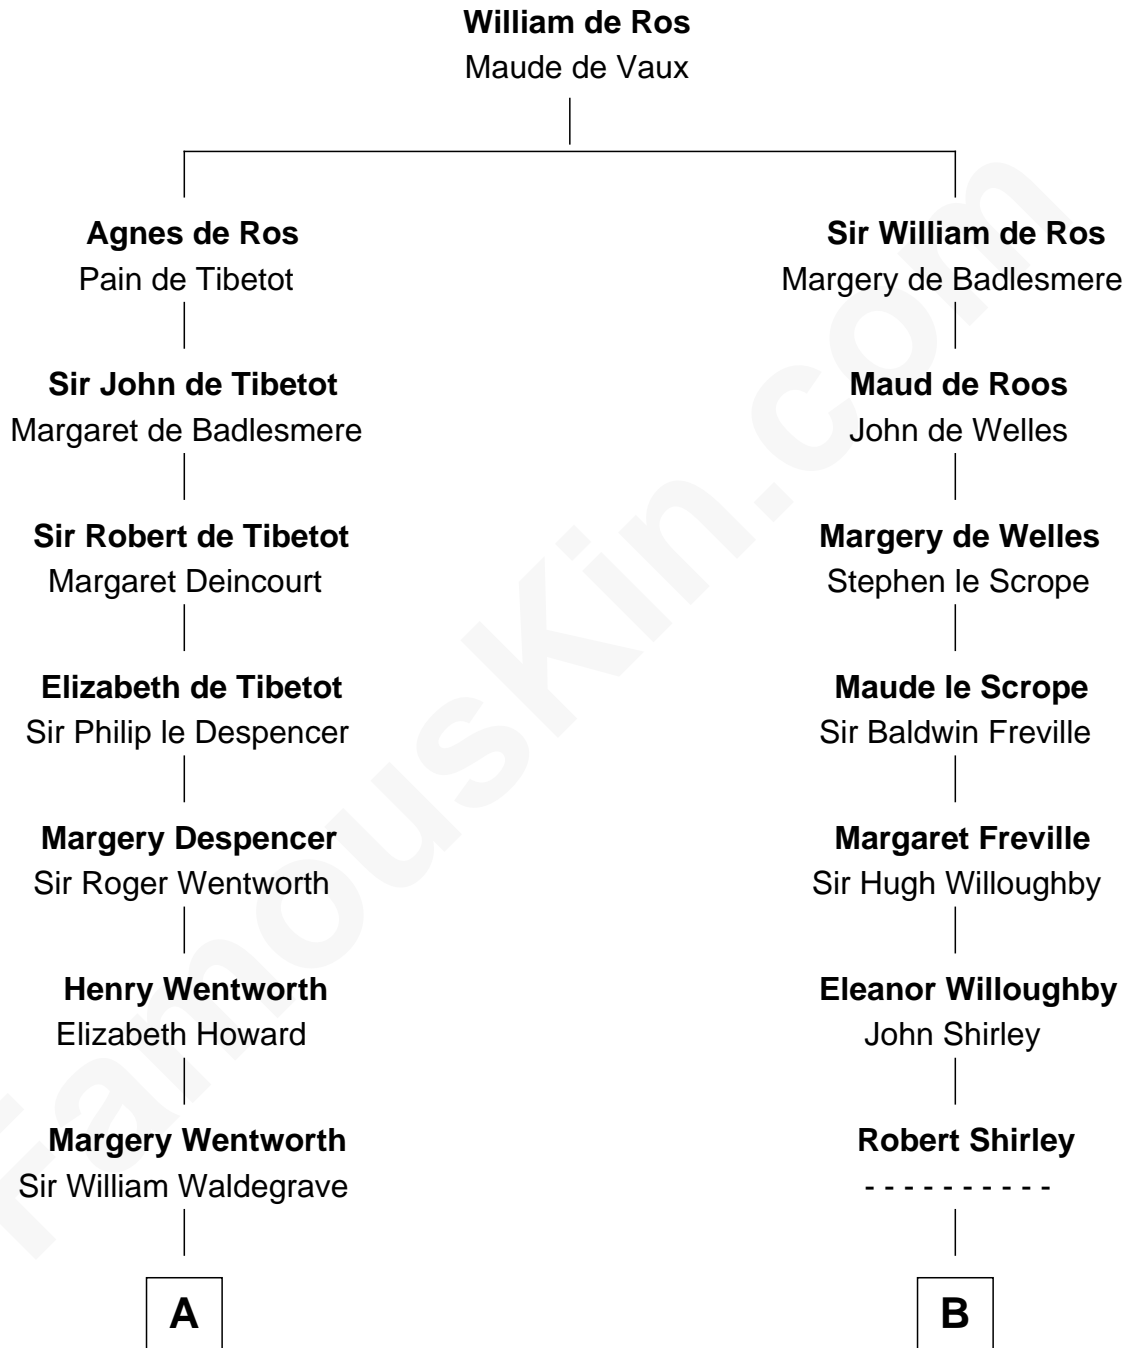 William de Ros
Maude de Vaux
Agnes de Ros
Pain de Tibetot
Sir William de Ros
Margery de Badlesmere
Sir John de Tibetot
Margaret de Badlesmere
Maud de Roos
John de Welles
Sir Robert de Tibetot
Margaret Deincourt
Margery de Welles
Stephen le Scrope
Elizabeth de Tibetot
Sir Philip le Despencer
Maude le Scrope
Sir Baldwin Freville
Margery Despencer
Sir Roger Wentworth
Margaret Freville
Sir Hugh Willoughby
Henry Wentworth
Elizabeth Howard
Eleanor Willoughby
John Shirley
Margery Wentworth
Sir William Waldegrave
Robert Shirley
- - - - - - - - - -
A
B
FamousKin.com